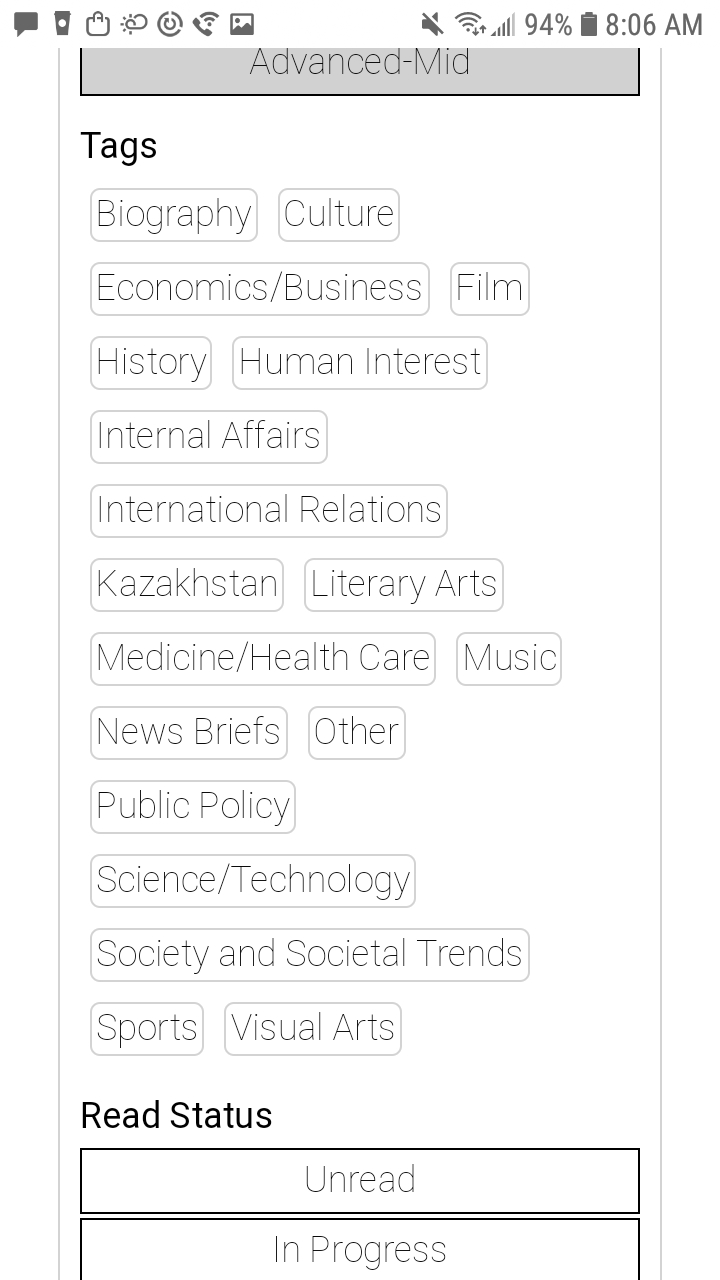 94% 8:06 AM
Advanced-Mid
Tags
Biography Culture
Economics/Business Film
History Human Interest
Internal Affairs
International Relations
Kazakhstan Literary Arts
Medicine/Health Care Music
News Briefs Other
Public Policy
Science/Technology
Society and Societal Trends
Sports Visual Arts
Read Status
Unread
In Progress